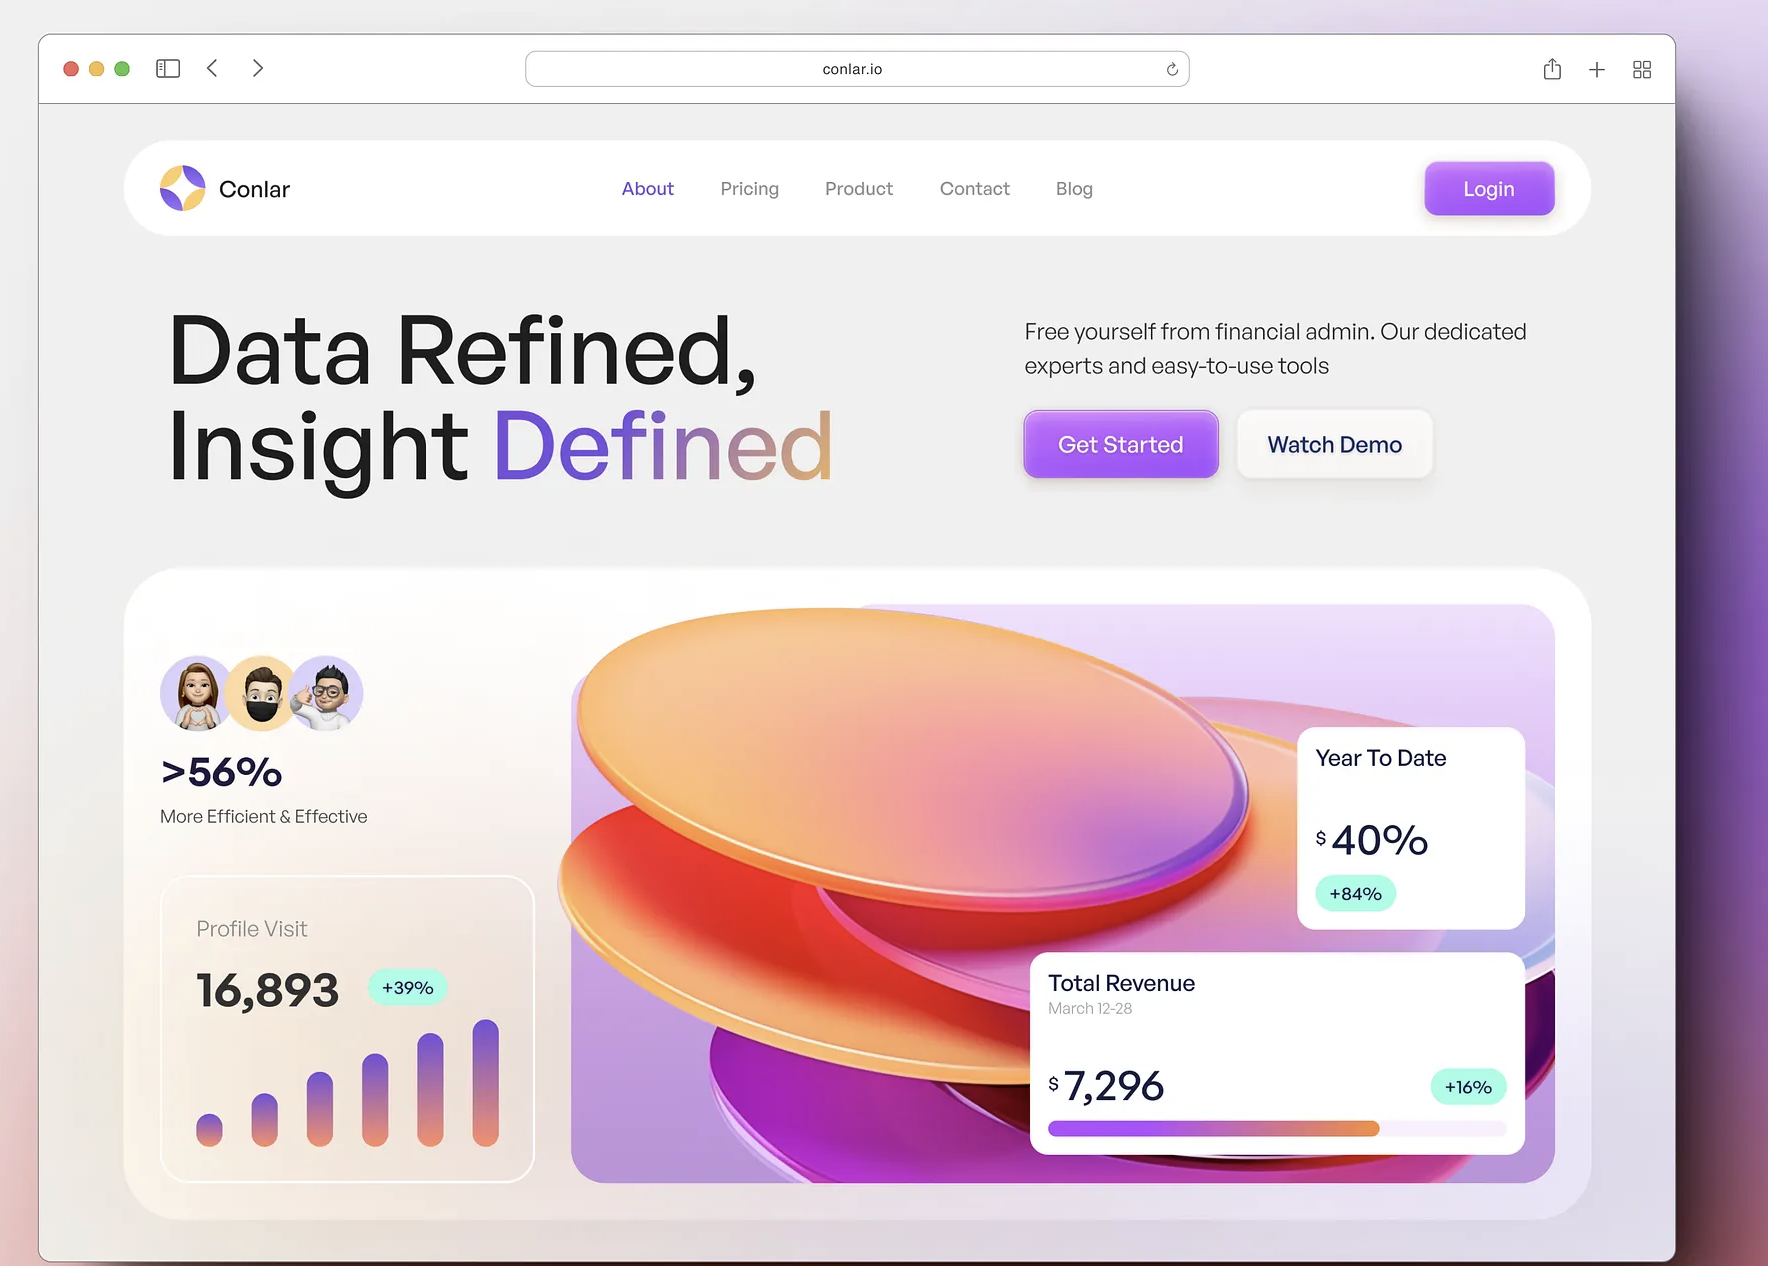 conlar.io
Conlar
About
Pricing
Product
Contact
Blog
Login
Data Refined,
Insight Defined
Free yourself from financial admin. Our dedicated
experts and easy-to-use tools
Get Started
Watch Demo
>56%
More Efficient & Effective
Profile Visit
16,893
+39%
Year To Date
$ 40%
+84%
Total Revenue
March 12-28
$ 7,296
+16%